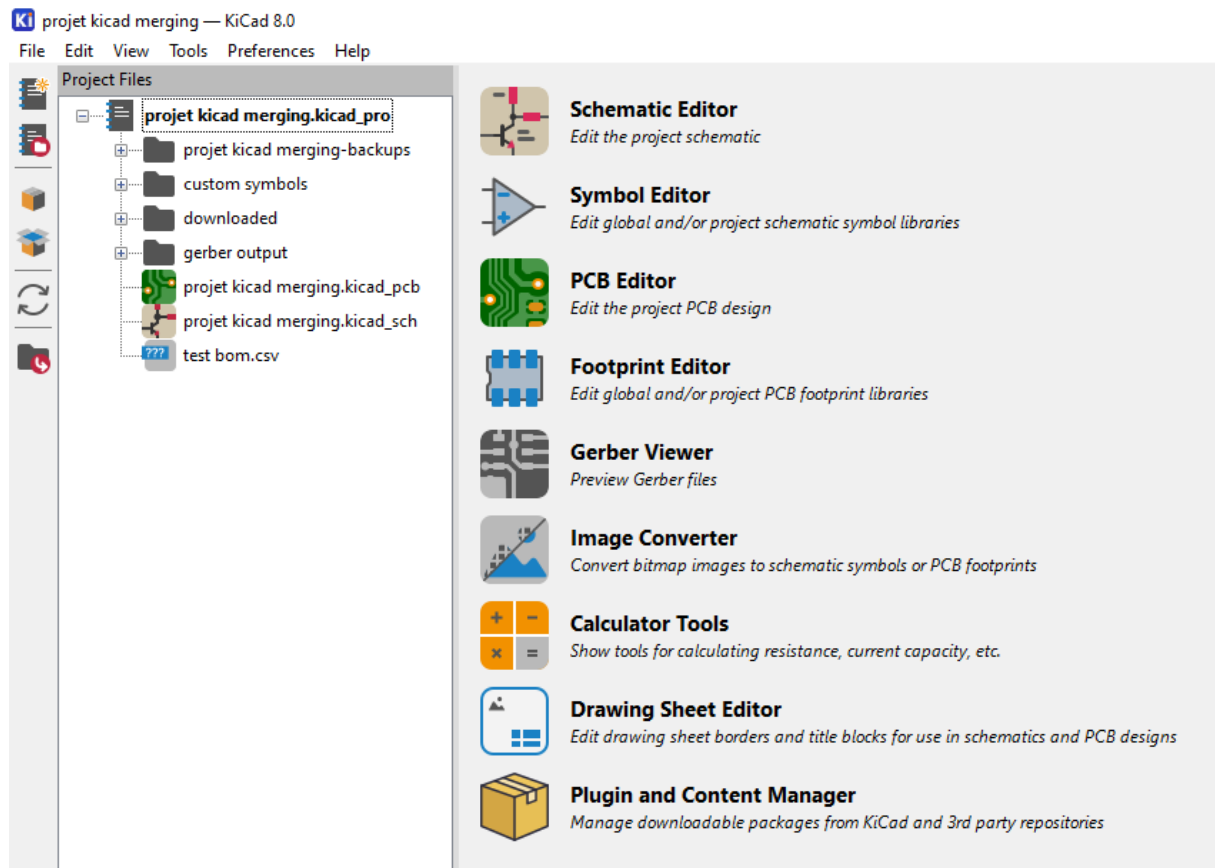 Ki projet kicad merging — KiCad 8.0
File Edit View Tools Preferences Help
Project Files
projet kicad merging.kicad_pro
projet kicad merging-backups
custom symbols
downloaded
gerber output
projet kicad merging.kicad_pcb
projet kicad merging.kicad_sch
??? test bom.csv
Schematic Editor
Edit the project schematic
Symbol Editor
Edit global and/or project schematic symbol libraries
PCB Editor
Edit the project PCB design
Footprint Editor
Edit global and/or project PCB footprint libraries
Gerber Viewer
Preview Gerber files
Image Converter
Convert bitmap images to schematic symbols or PCB footprints
Calculator Tools
Show tools for calculating resistance, current capacity, etc.
Drawing Sheet Editor
Edit drawing sheet borders and title blocks for use in schematics and PCB designs
Plugin and Content Manager
Manage downloadable packages from KiCad and 3rd party repositories